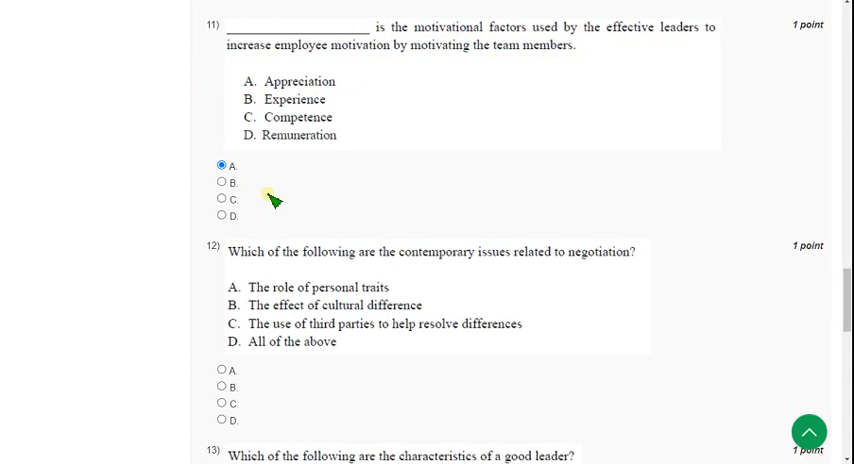 11) ____________________ is the motivational factors used by the effective leaders to 1 point
increase employee motivation by motivating the team members.
A. Appreciation
B. Experience
C. Competence
D. Remuneration
A.
B.
C.
D.
12) Which of the following are the contemporary issues related to negotiation? 1 point
A. The role of personal traits
B. The effect of cultural difference
C. The use of third parties to help resolve differences
D. All of the above
A.
B.
C.
D.
13) Which of the following are the characteristics of a good leader? 1 point